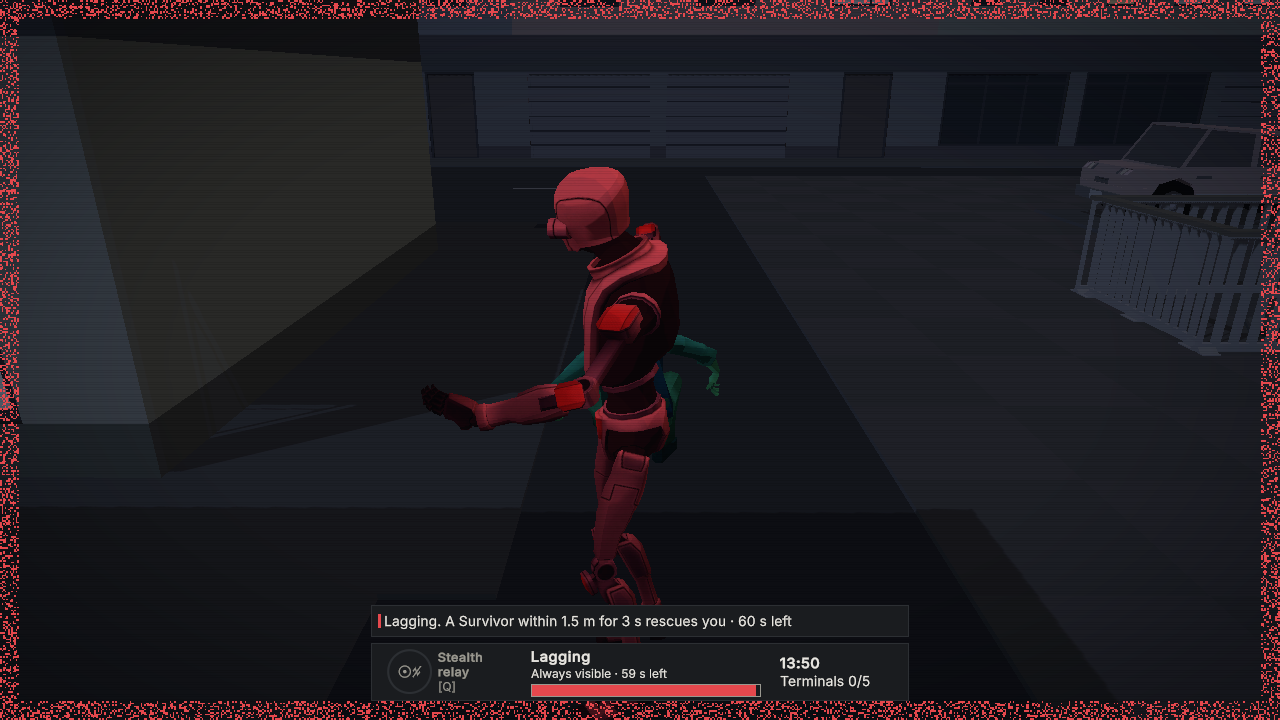 Lagging. A Survivor within 1.5 m for 3 s rescues you · 60 s left
Stealth
relay
[Q]
Lagging
Always visible · 59 s left
13:50
Terminals 0/5